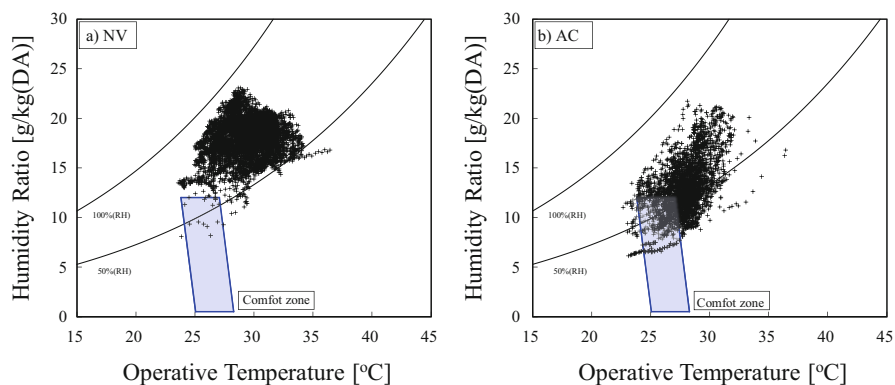 a) NV
Humidity Ratio [g/kg(DA)]
30
25
20
15
10
5
0
100%(RH)
50%(RH)
Comfot zone
15 20 25 30 35 40 45
Operative Temperature [°C]
b) AC
Humidity Ratio [g/kg(DA)]
30
25
20
15
10
5
0
100%(RH)
50%(RH)
Comfot zone
15 20 25 30 35 40 45
Operative Temperature [°C]